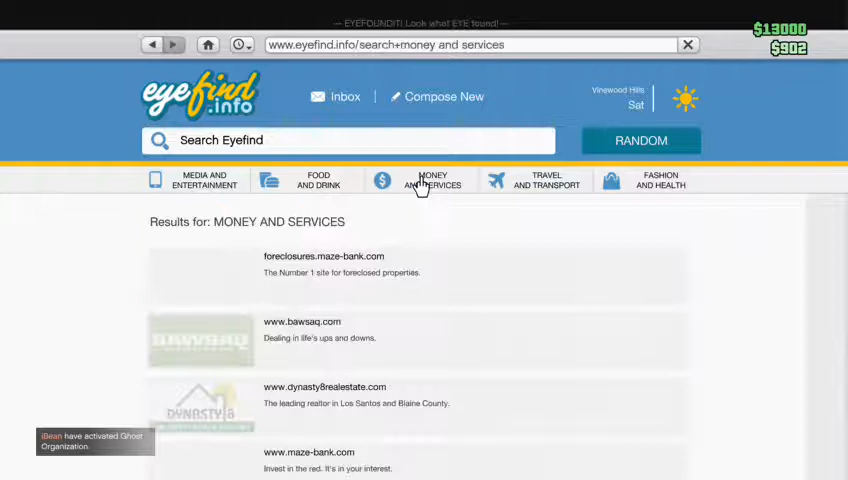 — EYEFOUNDIT! Look what EYE found!—
www.eyefind.info/search+money and services
$13000
$902
eyefind
.info
Inbox
Compose New
Vinewood Hills
Sat
Search Eyefind
RANDOM
MEDIA AND
ENTERTAINMENT
FOOD
AND DRINK
MONEY
AND SERVICES
TRAVEL
AND TRANSPORT
FASHION
AND HEALTH
Results for: MONEY AND SERVICES
foreclosures.maze-bank.com
The Number 1 site for foreclosed properties.
BAWSAQ
www.bawsaq.com
Dealing in life's ups and downs.
DYNASTY 8
www.dynasty8realestate.com
The leading realtor in Los Santos and Blaine County.
www.maze-bank.com
Invest in the red. It's in your interest.
iBean have activated Ghost
Organization.